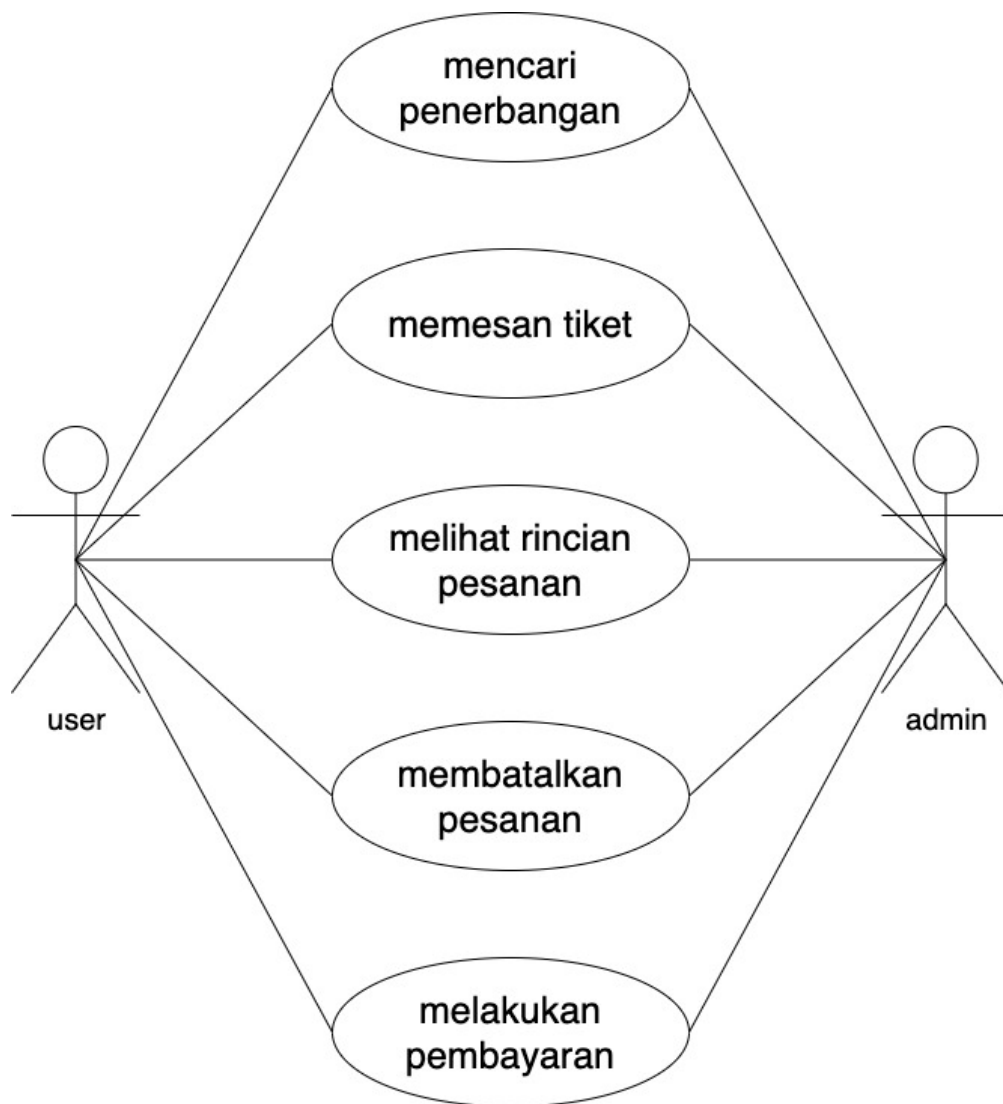 mencari
penerbangan
memesan tiket
melihat rincian
pesanan
user
admin
membatalkan
pesanan
melakukan
pembayaran